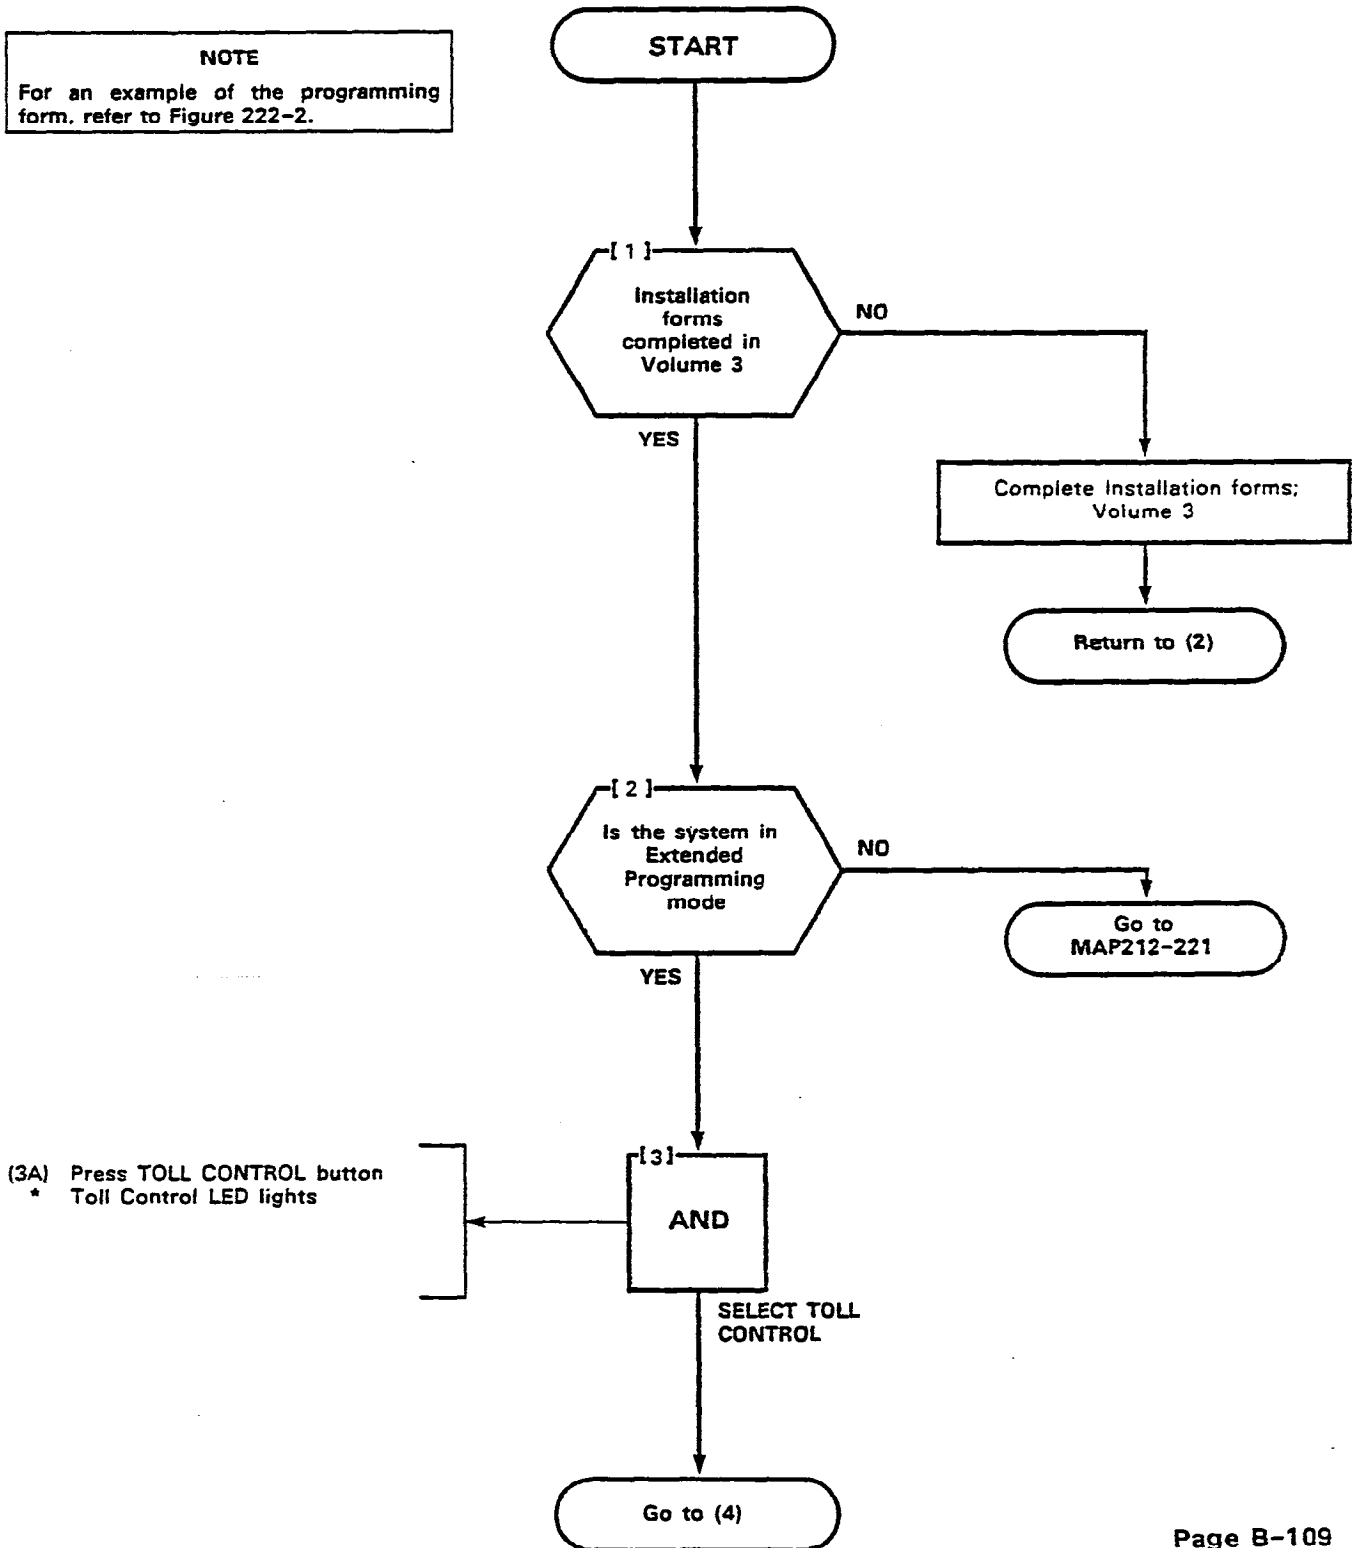 NOTE
For an example of the programming
form. refer to Figure 222-2.
START
[ 1 ]
Installation
forms
completed in
Volume 3
NO
YES
Complete Installation forms;
Volume 3
Return to (2)
[ 2 ]
Is the system in
Extended
Programming
mode
NO
YES
Go to
MAP212-221
(3A) Press TOLL CONTROL button
* Toll Control LED lights
[ 3 ]
AND
SELECT TOLL
CONTROL
Go to (4)
Page B-109